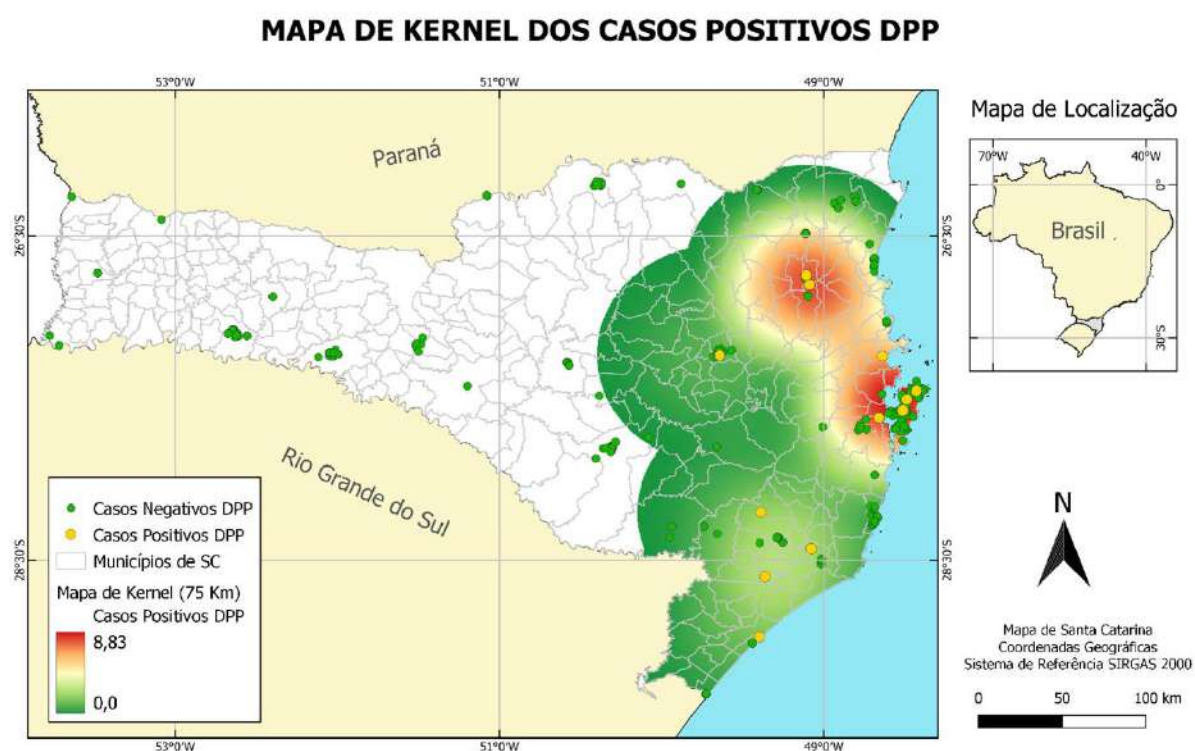 MAPA DE KERNEL DOS CASOS POSITIVOS DPP
53°0'W 51°0'W 49°0'W
Paraná
26°30'S 26°30'S
Rio Grande do Sul
28°30'S 28°30'S
Casos Negativos DPP
Casos Positivos DPP
Municípios de SC
Mapa de Kernel (75 Km)
Casos Positivos DPP
8,83
0,0
53°0'W 51°0'W 49°0'W
Mapa de Localização
70°W 40°W
0°
Brasil
30°S
N
Mapa de Santa Catarina
Coordenadas Geográficas
Sistema de Referência SIRGAS 2000
0 50 100 km